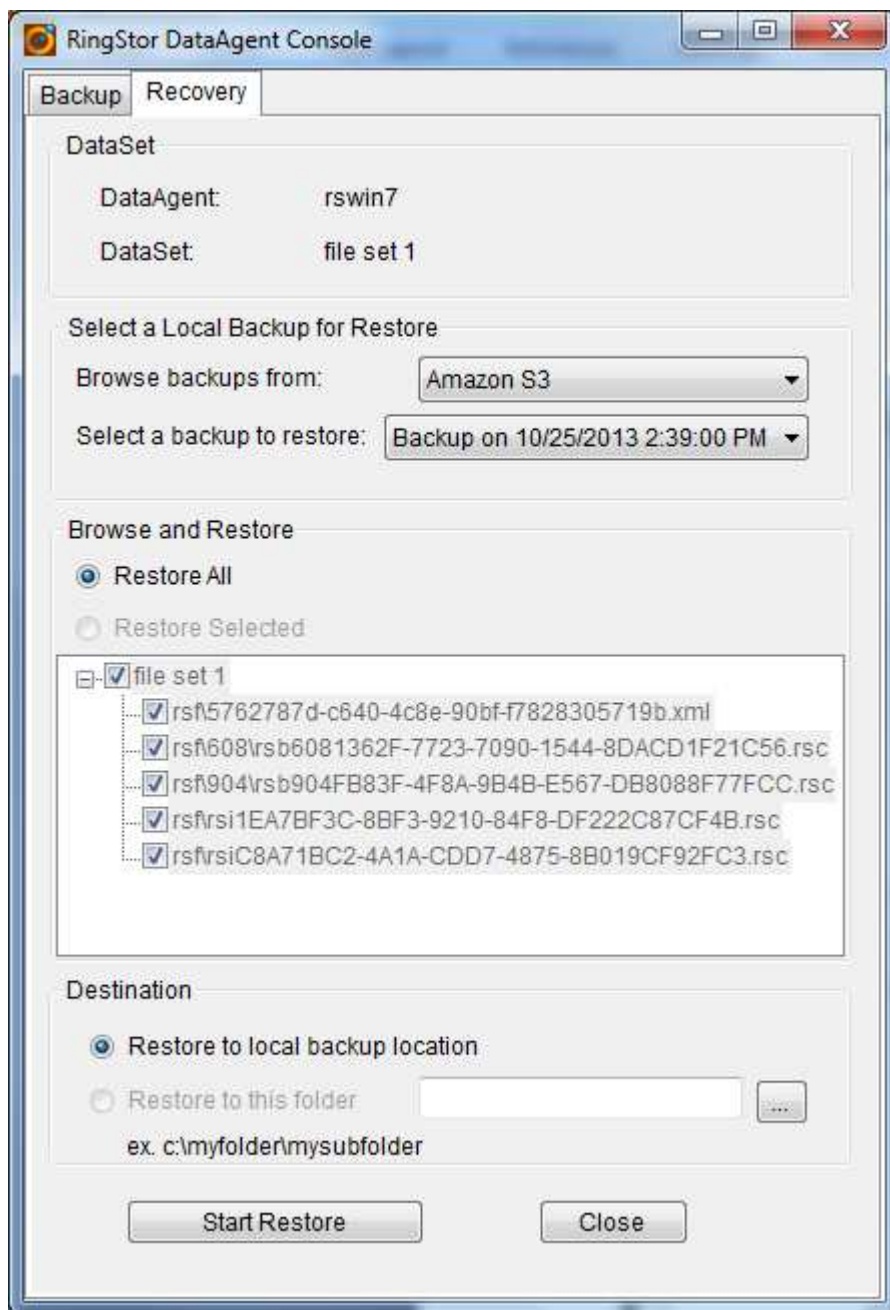 RingStor DataAgent Console
Backup Recovery
DataSet
DataAgent: rswin7
DataSet: file set 1
Select a Local Backup for Restore
Browse backups from: Amazon S3
Select a backup to restore: Backup on 10/25/2013 2:39:00 PM
Browse and Restore
Restore All
Restore Selected
file set 1
rsf\5762787d-c640-4c8e-90bf-f7828305719b.xml
rsf\608\rsb6081362F-7723-7090-1544-8DACD1F21C56.rsc
rsf\904\rsb904FB83F-4F8A-9B4B-E567-DB8088F77FCC.rsc
rsf\rsi1EA7BF3C-8BF3-9210-84F8-DF222C87CF4B.rsc
rsf\rsiC8A71BC2-4A1A-CDD7-4875-8B019CF92FC3.rsc
Destination
Restore to local backup location
Restore to this folder ...
ex. c:\myfolder\mysubfolder
Start Restore Close